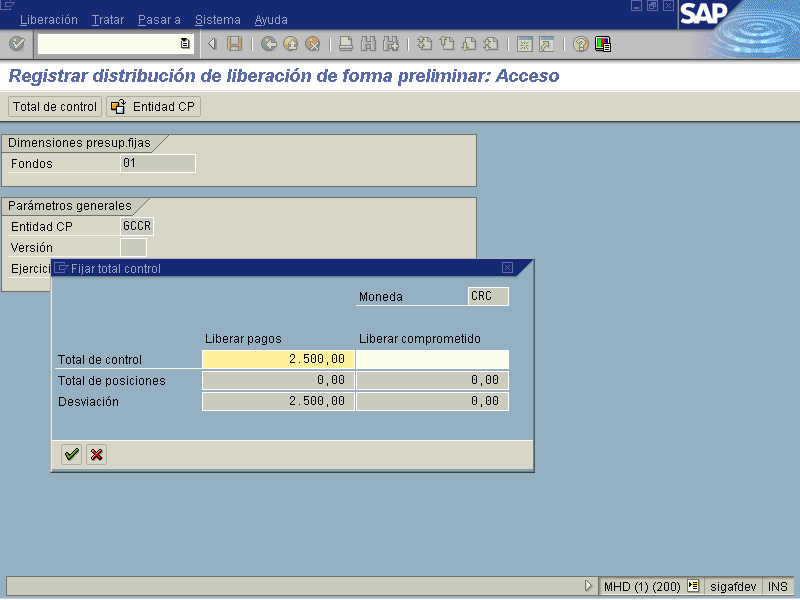 Liberación Tratar Pasar a Sistema Ayuda
SAP
Registrar distribución de liberación de forma preliminar: Acceso
Total de control Entidad CP
Dimensiones presup.fijas
Fondos 01
Parámetros generales
Entidad CP GCCR
Versión
Ejercici
Fijar total control
Moneda CRC
Liberar pagos Liberar comprometido
Total de control 2.500,00
Total de posiciones 0,00 0,00
Desviación 2.500,00 0,00
MHD (1) (200) sigafdev INS